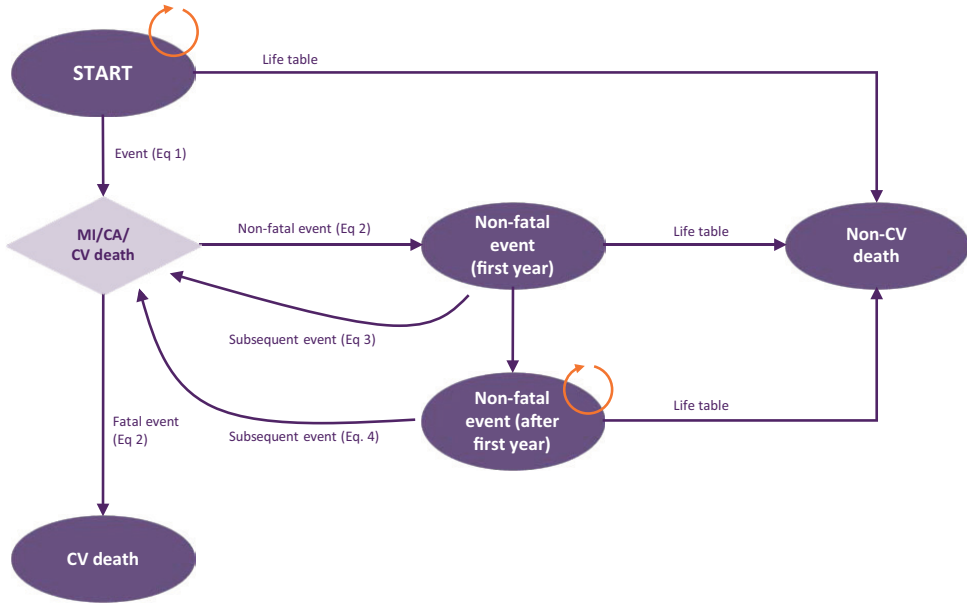 START
Life table
Event (Eq 1)
MI/CA/
CV death
Non-fatal event (Eq 2)
Non-fatal
event
(first year)
Life table
Non-CV
death
Subsequent event (Eq 3)
Non-fatal
event (after
first year)
Life table
Fatal event
(Eq 2)
Subsequent event (Eq. 4)
CV death